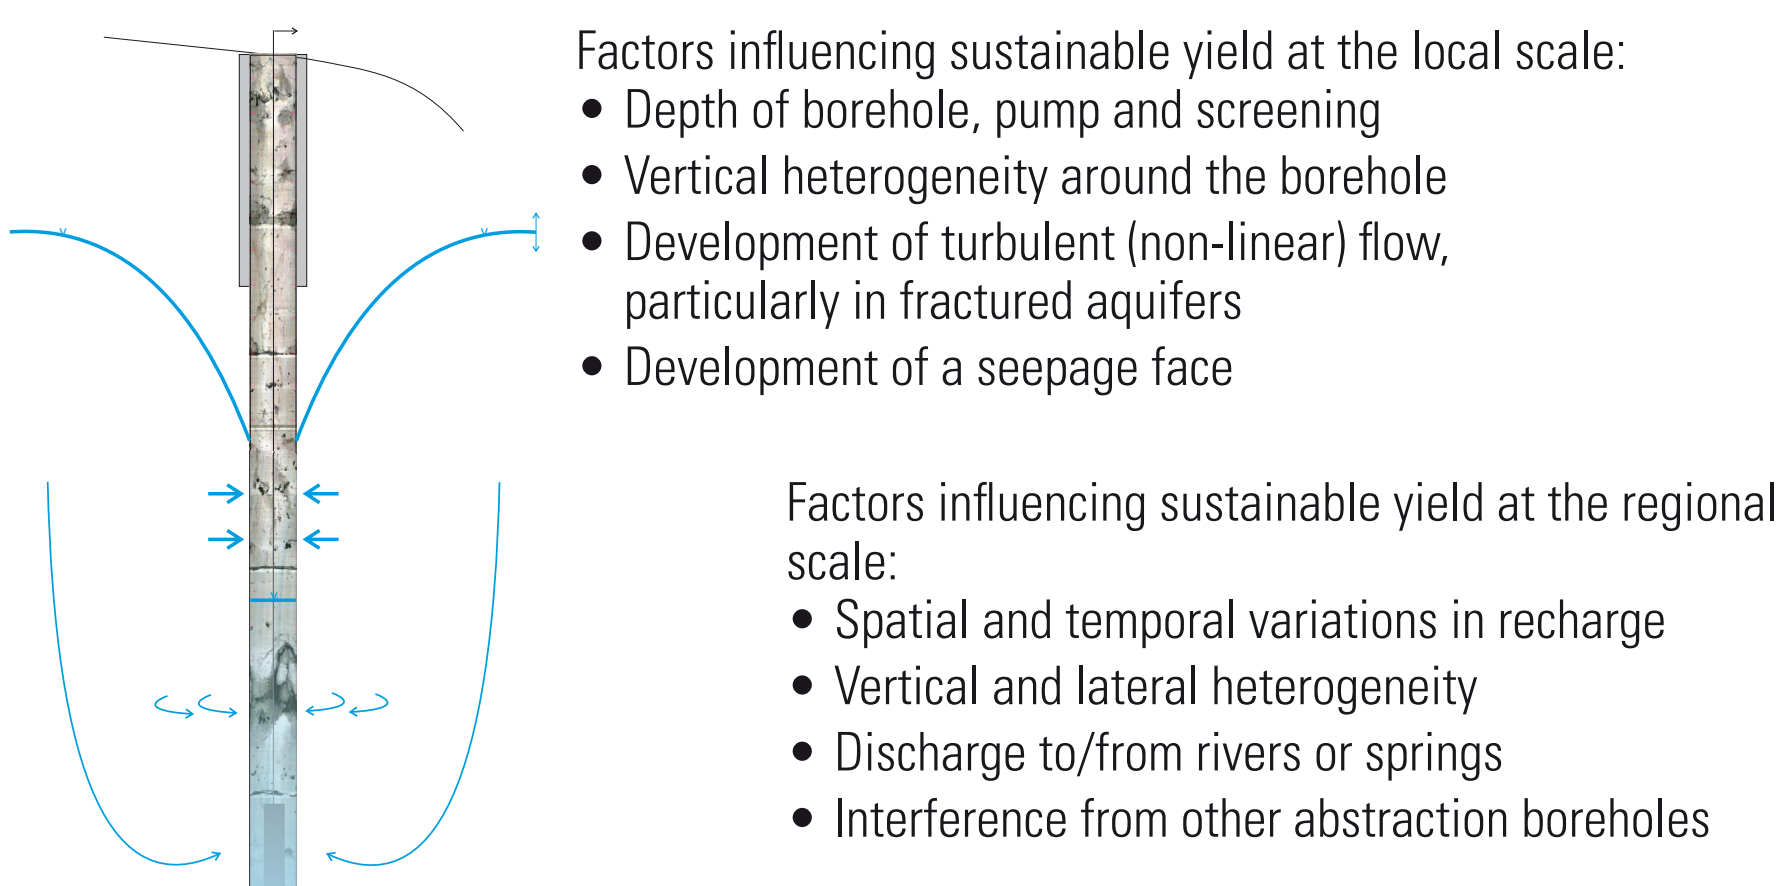 Factors influencing sustainable yield at the local scale:
• Depth of borehole, pump and screening
• Vertical heterogeneity around the borehole
• Development of turbulent (non-linear) flow,
particularly in fractured aquifers
• Development of a seepage face
Factors influencing sustainable yield at the regional
scale:
• Spatial and temporal variations in recharge
• Vertical and lateral heterogeneity
• Discharge to/from rivers or springs
• Interference from other abstraction boreholes